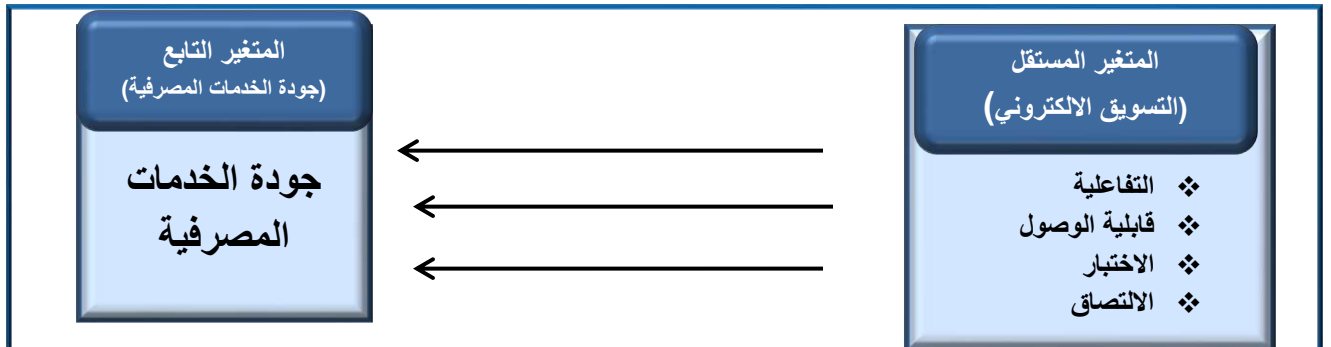 المتغير المستقل
(التسويق الالكتروني)
❖ التفاعلية
❖ قابلية الوصول
❖ الاختبار
❖ الالتصاق
المتغير التابع
(جودة الخدمات المصرفية)
جودة الخدمات
المصرفية